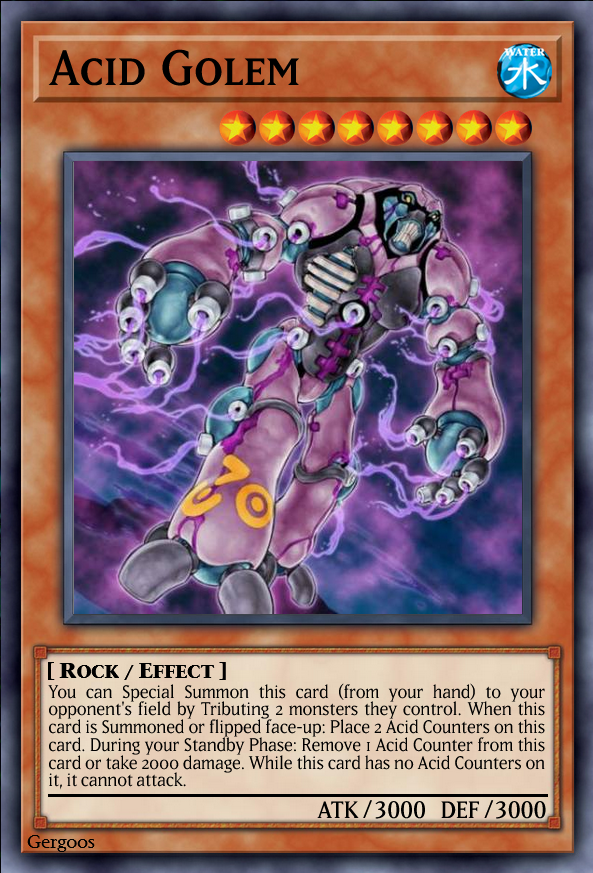 Acid Golem
WATER
水
[ Rock / Effect ]
You can Special Summon this card (from your hand) to your
opponent's field by Tributing 2 monsters they control. When this
card is Summoned or flipped face-up: Place 2 Acid Counters on this
card. During your Standby Phase: Remove 1 Acid Counter from this
card or take 2000 damage. While this card has no Acid Counters on
it, it cannot attack.
ATK/3000 DEF/3000
Gergoos